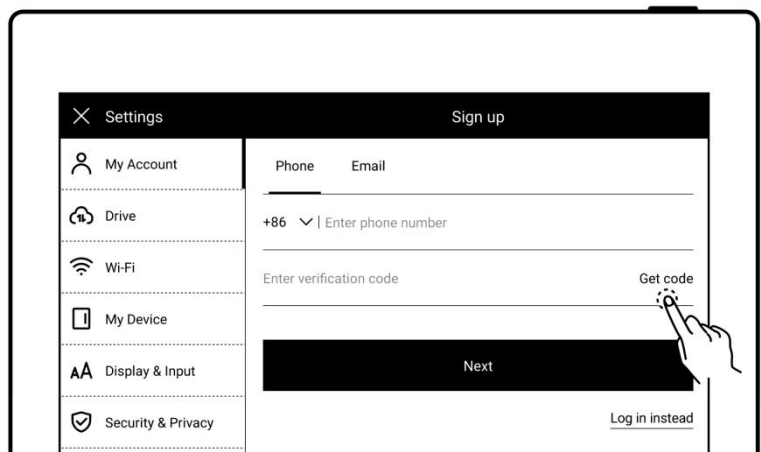 Settings
Sign up
My Account
Drive
Wi-Fi
My Device
Display & Input
Security & Privacy
Phone Email
+86 Enter phone number
Enter verification code Get code
Next
Log in instead